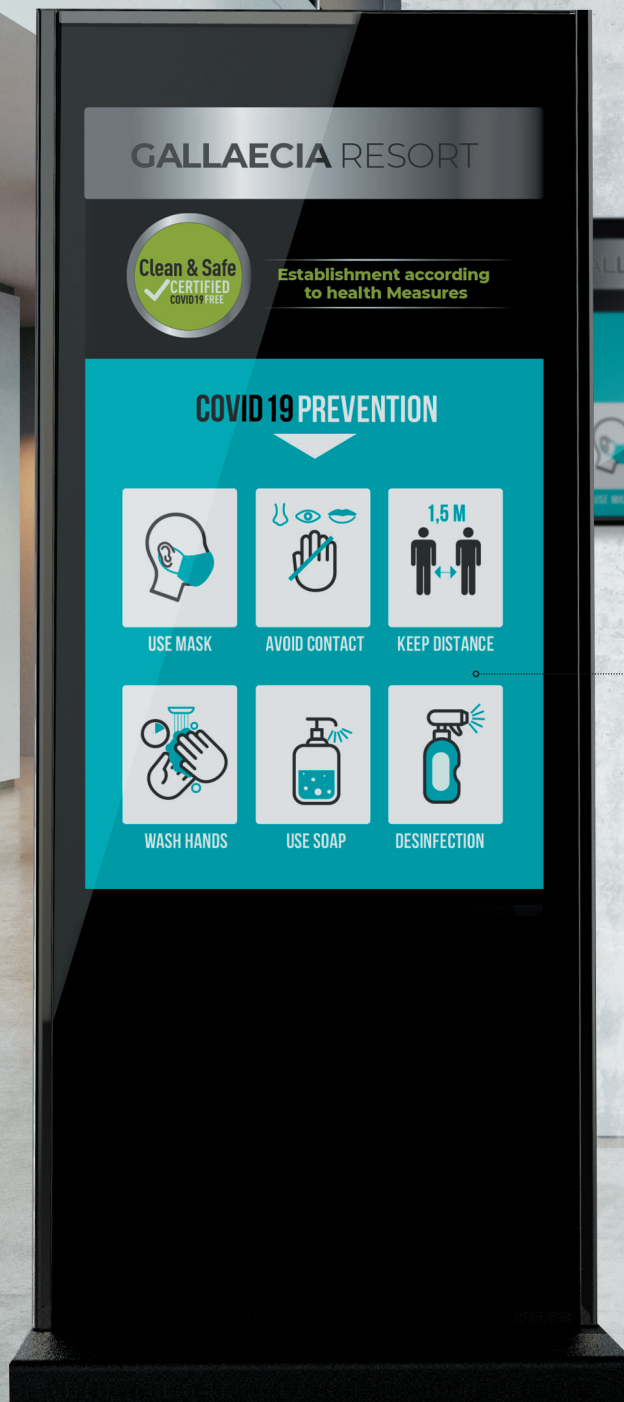 GALLAECIA RESORT
Clean & Safe
CERTIFIED
COVID19 FREE
Establishment according
to health Measures
COVID 19 PREVENTION
1,5 M
USE MASK
AVOID CONTACT
KEEP DISTANCE
WASH HANDS
USE SOAP
DESINFECTION